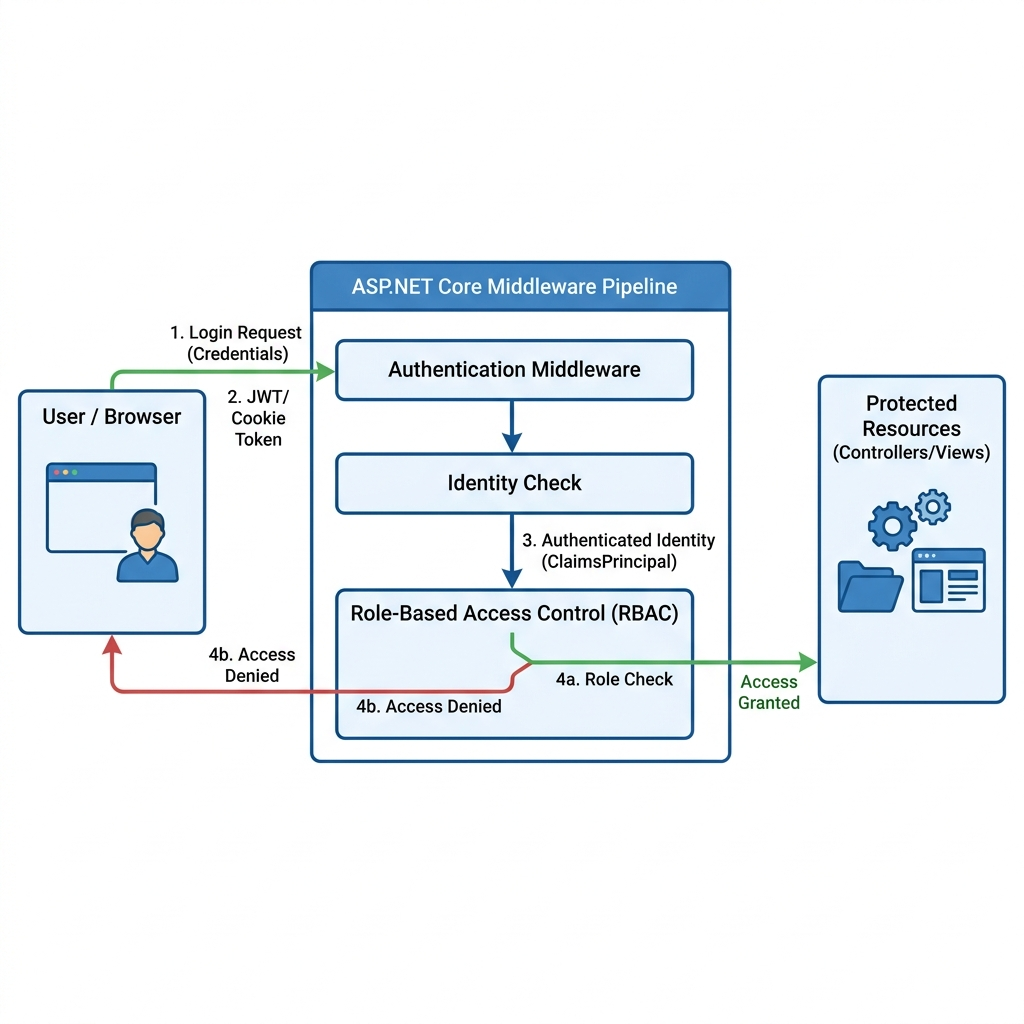 ASP.NET Core Middleware Pipeline
1. Login Request
(Credentials)
2. JWT/
Cookie
Token
User / Browser
Authentication Middleware
Identity Check
3. Authenticated Identity
(ClaimsPrincipal)
Role-Based Access Control (RBAC)
4a. Role Check
4b. Access Denied
4b. Access
Denied
Access
Granted
Protected
Resources
(Controllers/Views)